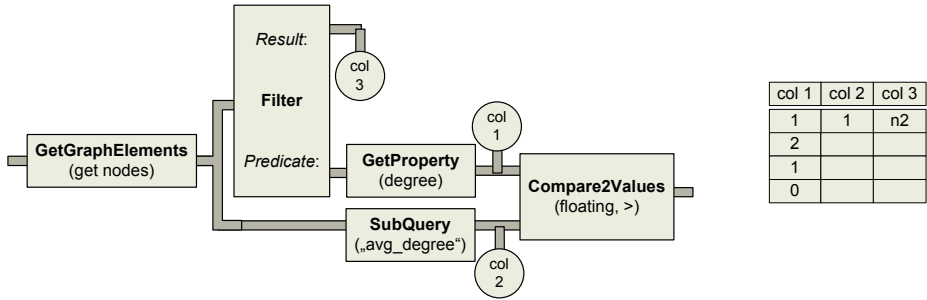 Result:
col
3
Filter
Predicate:
GetGraphElements
(get nodes)
GetProperty
(degree)
col
1
SubQuery
(„avg_degree“)
col
2
Compare2Values
(floating, >)
col 1 col 2 col 3
1 1 n2
2
1
0